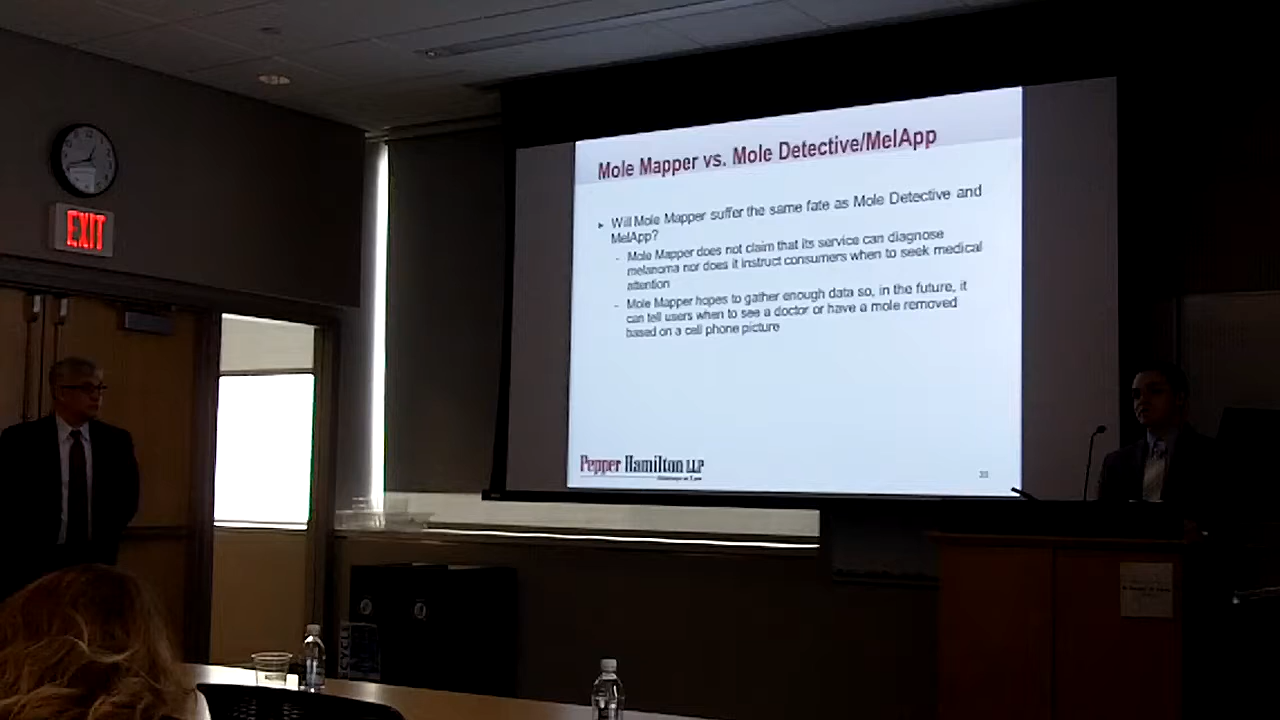 EXIT
Mole Mapper vs. Mole Detective/MelApp
▸ Will Mole Mapper suffer the same fate as Mole Detective and
MelApp?
- Mole Mapper does not claim that its service can diagnose
melanoma nor does it instruct consumers when to seek medical
attention
- Mole Mapper hopes to gather enough data so, in the future, it
can tell users when to see a doctor or have a mole removed
based on a cell phone picture
Pepper Hamilton LLP
Attorneys at Law